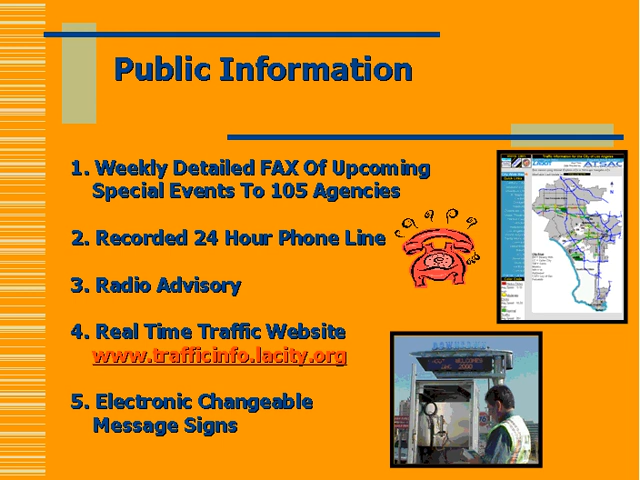 Public Information
1. Weekly Detailed FAX Of Upcoming
Special Events To 105 Agencies
2. Recorded 24 Hour Phone Line
3. Radio Advisory
4. Real Time Traffic Website
www.trafficinfo.lacity.org
5. Electronic Changeable
Message Signs
LADOT
ATSAC